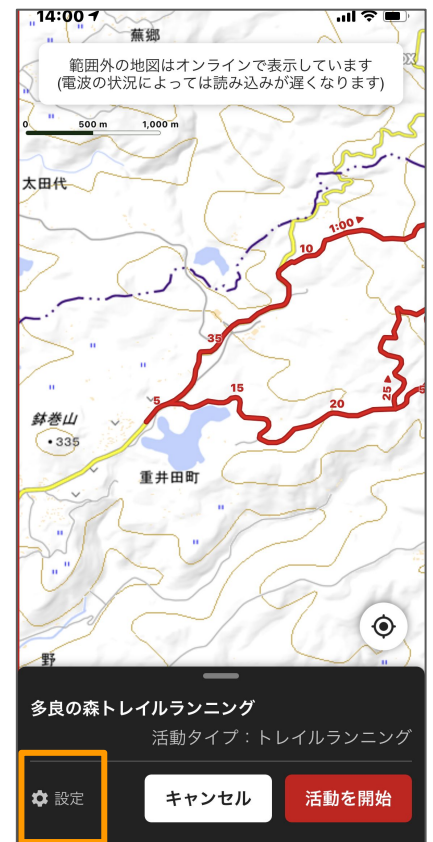 14:00
蕪郷
範囲外の地図はオンラインで表示しています
(電波の状況によっては読み込みが遅くなります)
0 500 m 1,000 m
太田代
1:00
10
35
15
5
20
25
5
鉢巻山
•335
重井田町
野
多良の森トレイルランニング
活動タイプ：トレイルランニング
設定
キャンセル
活動を開始